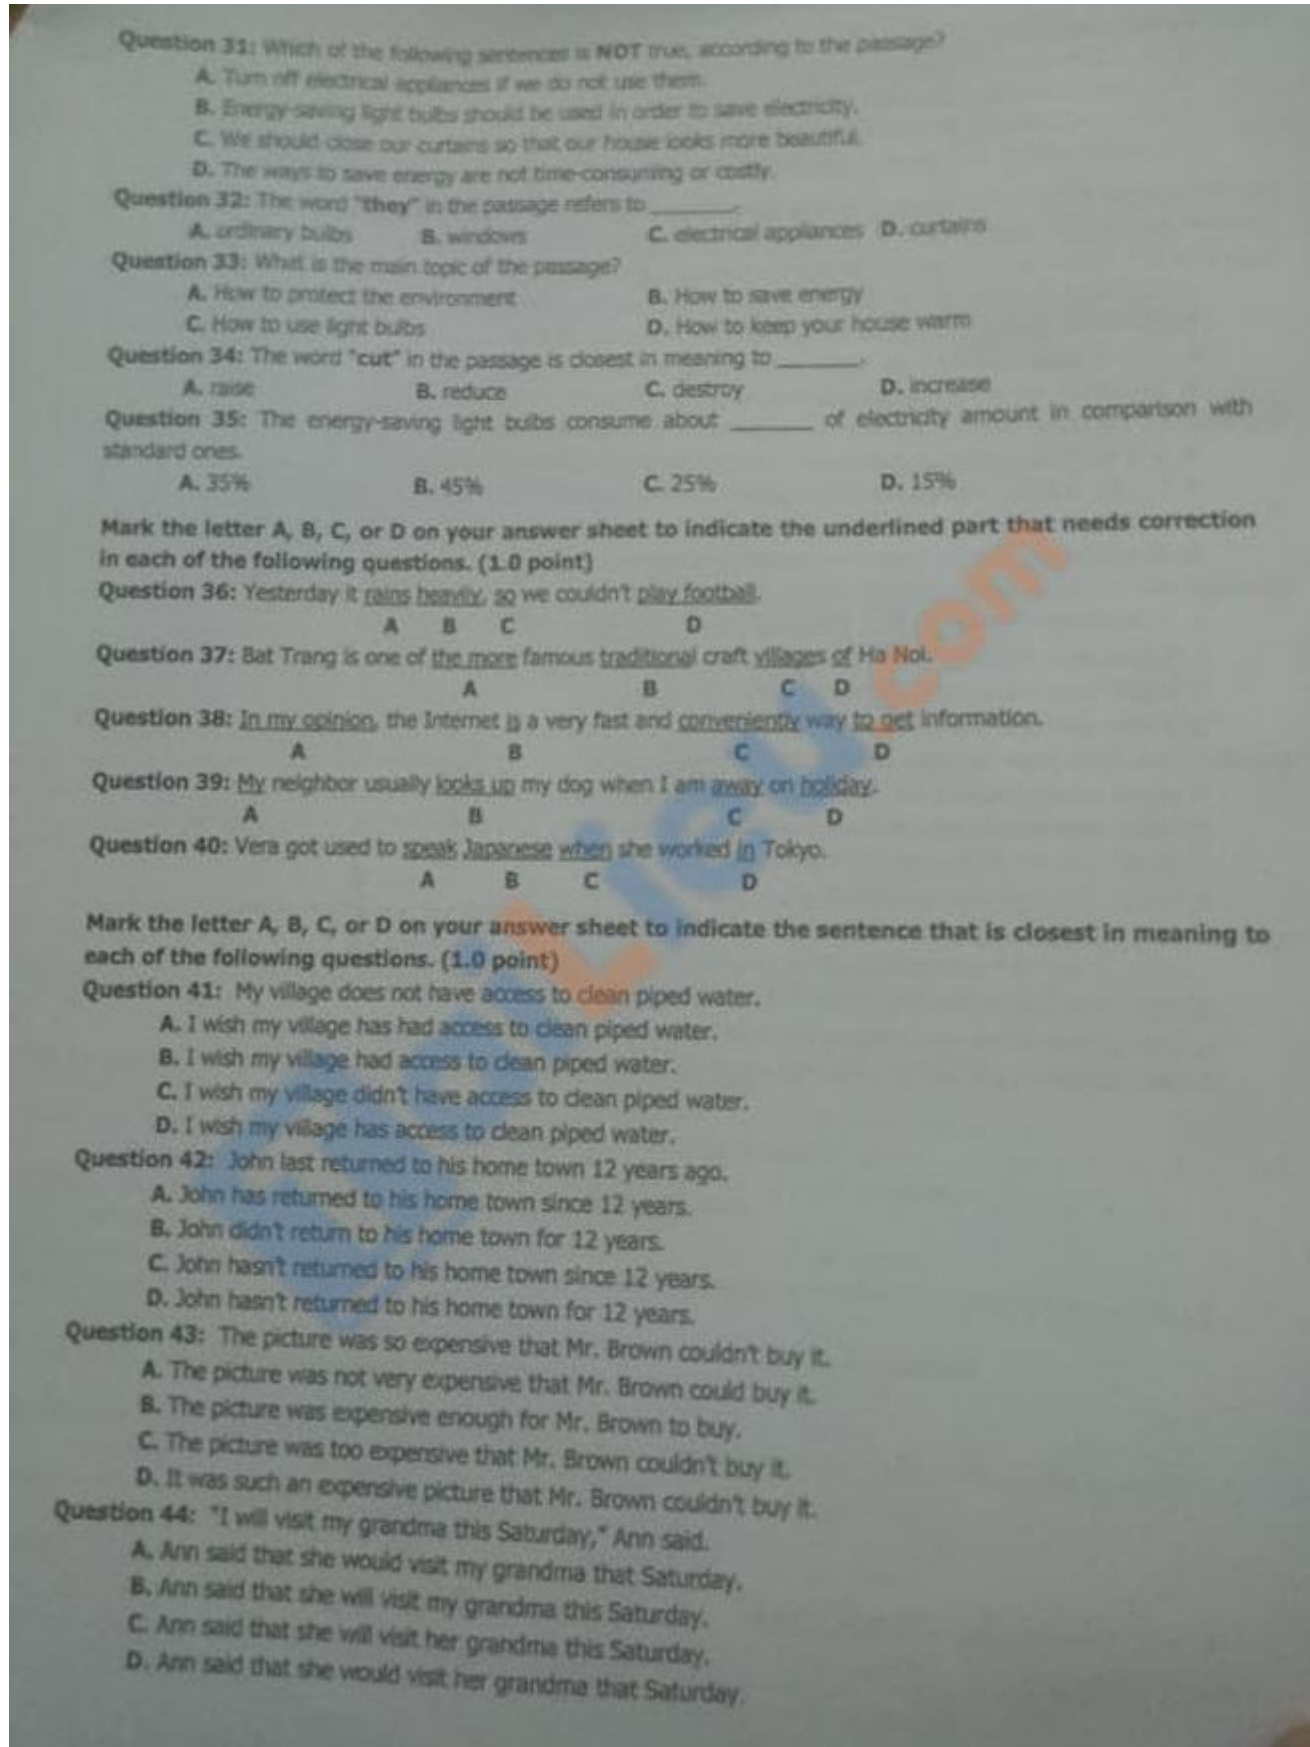 Question 31: Which of the following sentences is NOT true, according to the passage?
A. Turn off electrical appliances if we do not use them.
B. Energy-saving light bulbs should be used in order to save electricity.
C. We should close our curtains so that our house looks more beautiful.
D. The ways to save energy are not time-consuming or costly.
Question 32: The word "they" in the passage refers to ________.
A. ordinary bulbs B. windows C. electrical appliances D. curtains
Question 33: What is the main topic of the passage?
A. How to protect the environment B. How to save energy
C. How to use light bulbs D. How to keep your house warm
Question 34: The word "cut" in the passage is closest in meaning to ________.
A. raise B. reduce C. destroy D. increase
Question 35: The energy-saving light bulbs consume about ________ of electricity amount in comparison with
standard ones.
A. 35% B. 45% C. 25% D. 15%
Mark the letter A, B, C, or D on your answer sheet to indicate the underlined part that needs correction
in each of the following questions. (1.0 point)
Question 36: Yesterday it rains heavily, so we couldn't play football.
A B C D
Question 37: Bat Trang is one of the more famous traditional craft villages of Ha Noi.
A B C D
Question 38: In my opinion, the Internet is a very fast and conveniently way to get information.
A B C D
Question 39: My neighbor usually looks up my dog when I am away on holiday.
A B C D
Question 40: Vera got used to speak Japanese when she worked in Tokyo.
A B C D
Mark the letter A, B, C, or D on your answer sheet to indicate the sentence that is closest in meaning to
each of the following questions. (1.0 point)
Question 41: My village does not have access to clean piped water.
A. I wish my village has had access to clean piped water.
B. I wish my village had access to clean piped water.
C. I wish my village didn't have access to clean piped water.
D. I wish my village has access to clean piped water.
Question 42: John last returned to his home town 12 years ago.
A. John has returned to his home town since 12 years.
B. John didn't return to his home town for 12 years.
C. John hasn't returned to his home town since 12 years.
D. John hasn't returned to his home town for 12 years.
Question 43: The picture was so expensive that Mr. Brown couldn't buy it.
A. The picture was not very expensive that Mr. Brown could buy it.
B. The picture was expensive enough for Mr. Brown to buy.
C. The picture was too expensive that Mr. Brown couldn't buy it.
D. It was such an expensive picture that Mr. Brown couldn't buy it.
Question 44: "I will visit my grandma this Saturday," Ann said.
A. Ann said that she would visit my grandma that Saturday.
B. Ann said that she will visit my grandma this Saturday.
C. Ann said that she will visit her grandma this Saturday.
D. Ann said that she would visit her grandma that Saturday.